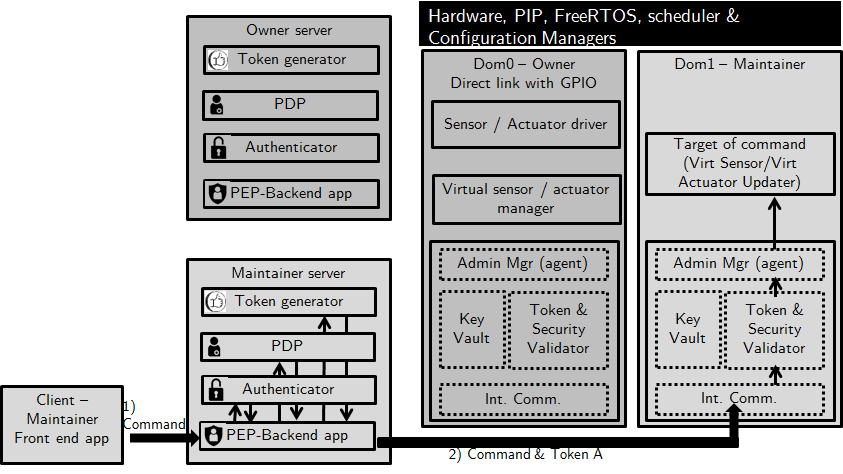 Hardware, PIP, FreeRTOS, scheduler &
Configuration Managers
Owner server
Token generator
PDP
Authenticator
PEP-Backend app
Dom0 – Owner
Direct link with GPIO
Sensor / Actuator driver
Virtual sensor / actuator
manager
Admin Mgr (agent)
Key
Vault
Token &
Security
Validator
Int. Comm.
Dom1 – Maintainer
Target of command
(Virt Sensor/Virt
Actuator Updater)
Admin Mgr (agent)
Key
Vault
Token &
Security
Validator
Int. Comm.
Maintainer server
Token generator
PDP
Authenticator
PEP-Backend app
Client –
Maintainer
Front end app
1)
Command
2) Command & Token A